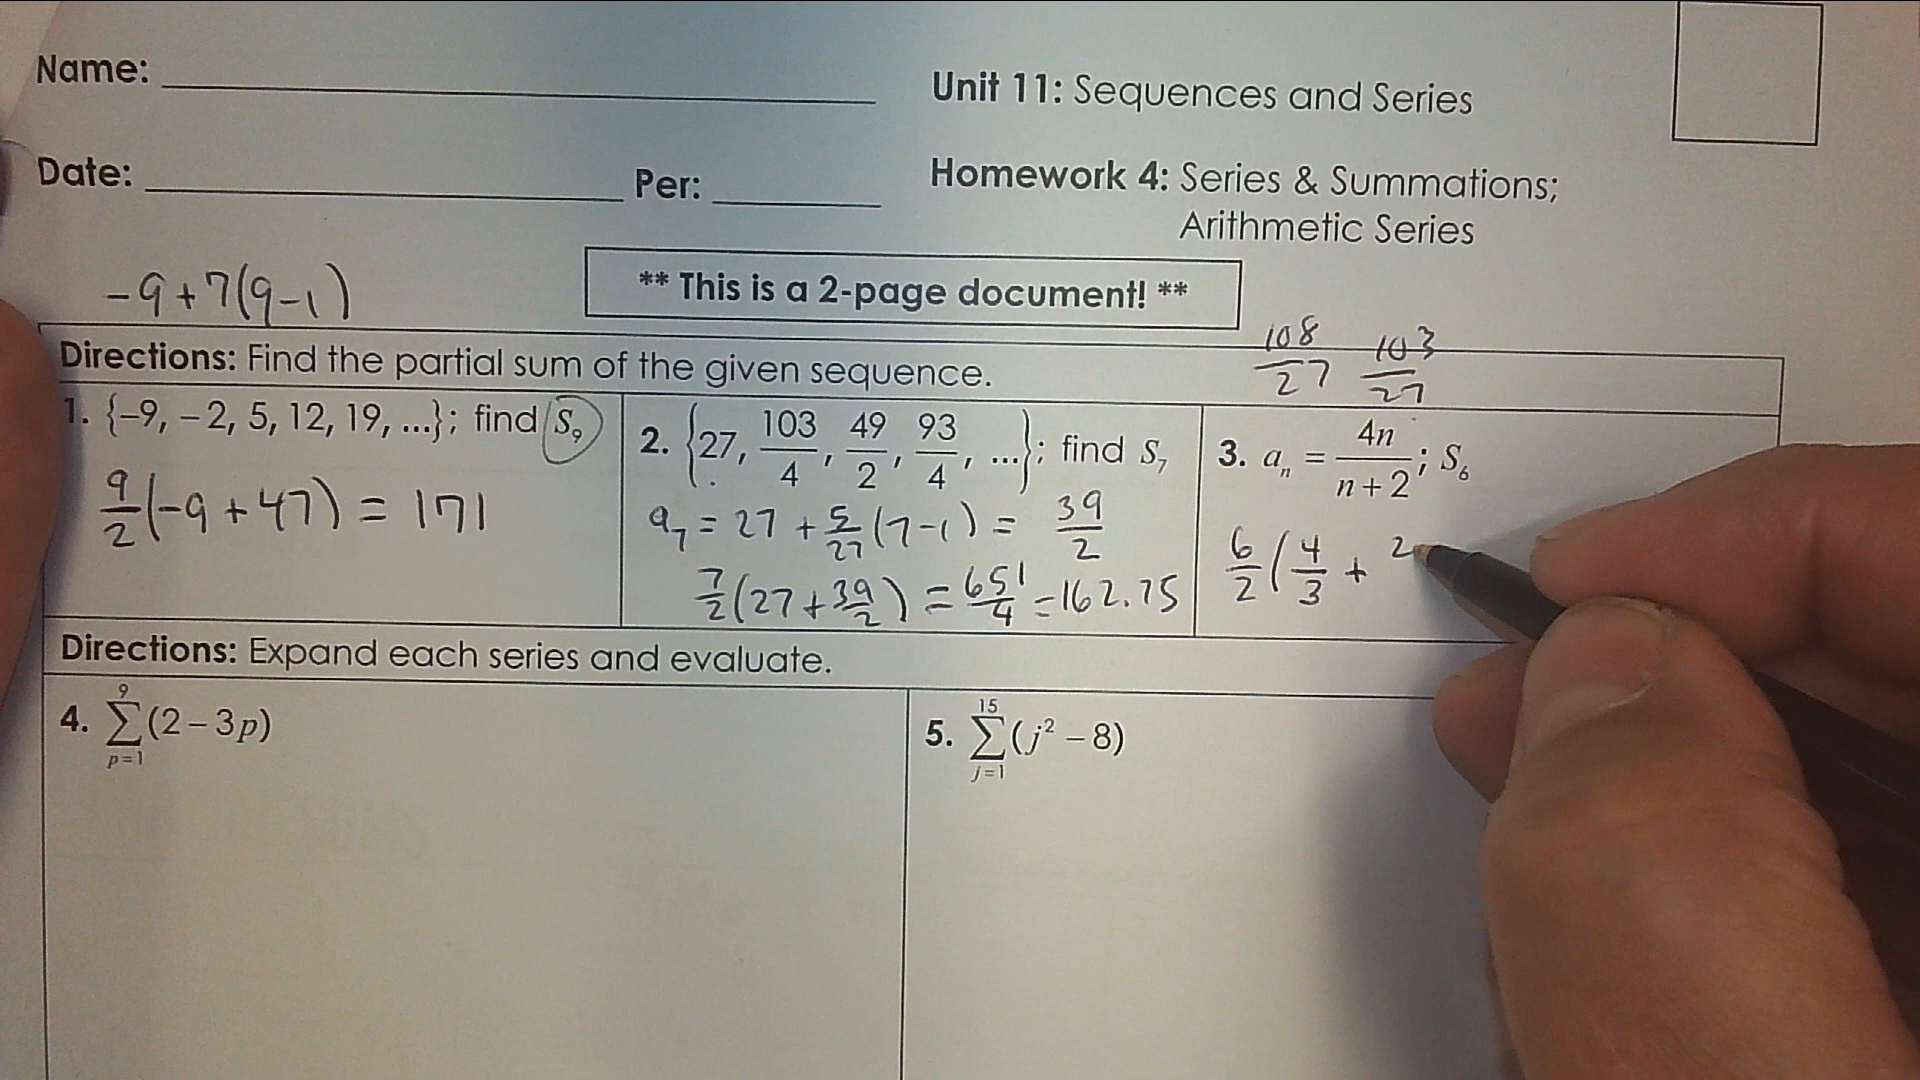 Name:
Unit 11: Sequences and Series
Date: Per:
Homework 4: Series & Summations;
Arithmetic Series
-9+7(9-1)
** This is a 2-page document! **
108/27 103/27
Directions: Find the partial sum of the given sequence.
1. {-9, -2, 5, 12, 19, ...}; find S₉
9/2(-9+47) = 171
2. {27, 103/4, 49/2, 93/4, ...}; find S₇
a₇ = 27 + 5/27(7-1) = 39/2
7/2(27+39/2) = 651/4 = 162.75
3. aₙ = 4n/n+2; S₆
6/2(4/3 + 2
Directions: Expand each series and evaluate.
4. 9∑p=1(2-3p)
5. 15∑j=1(j²-8)